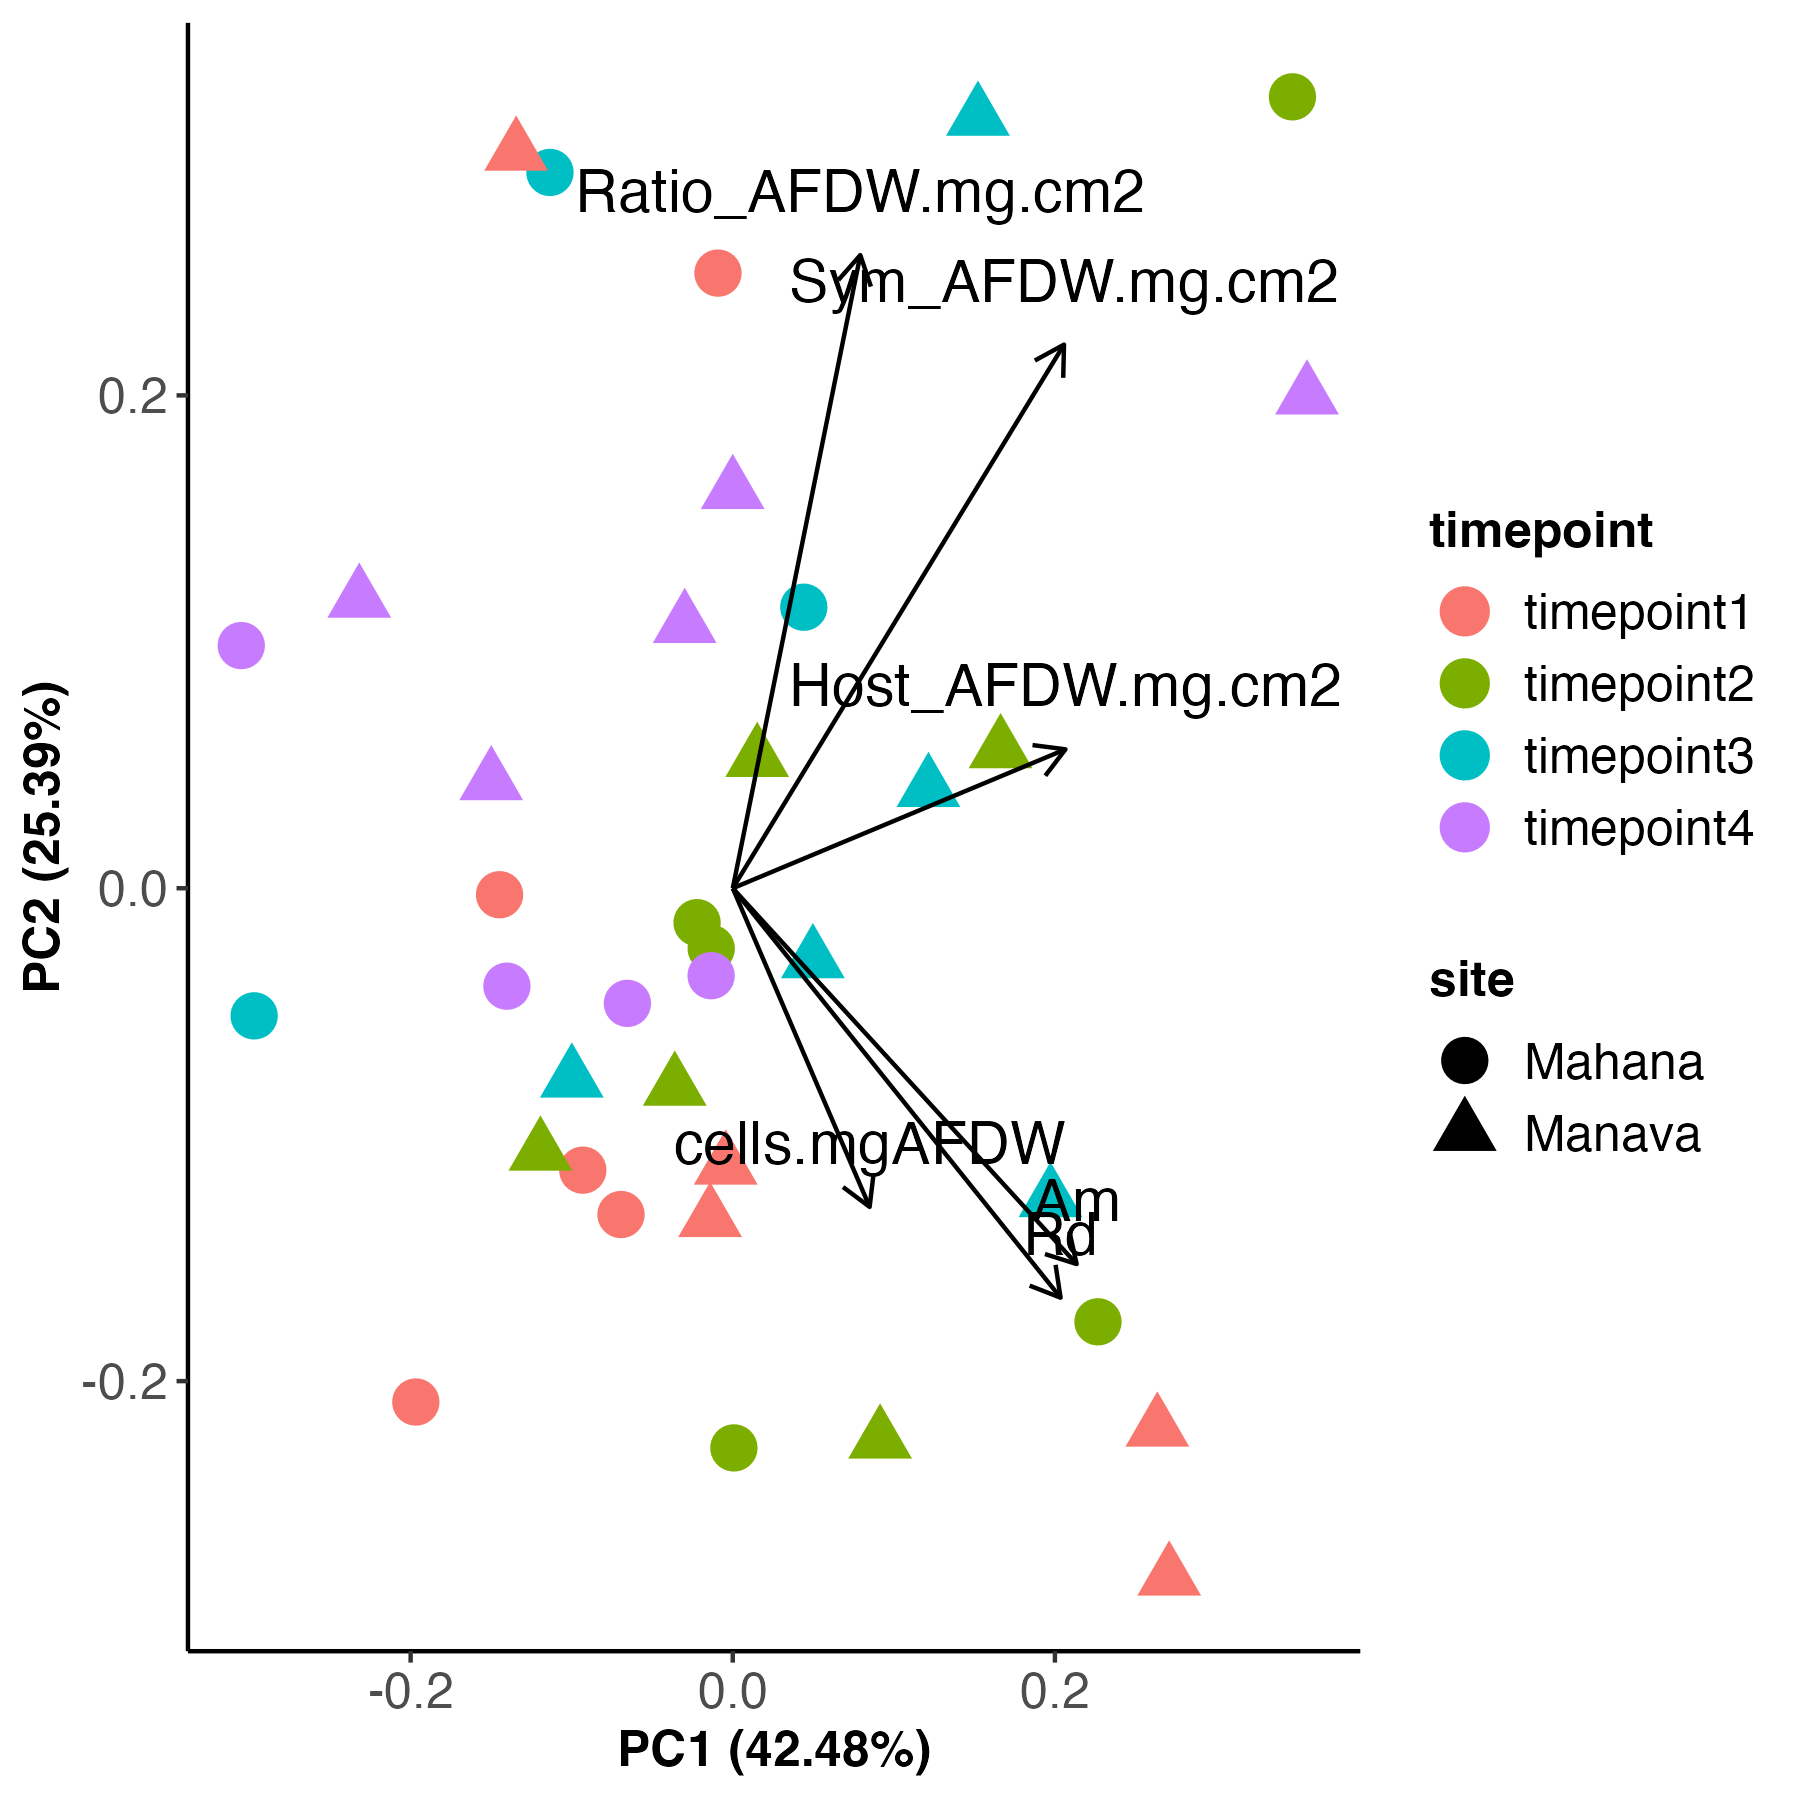 Ratio_AFDW.mg.cm2
Sym_AFDW.mg.cm2
Host_AFDW.mg.cm2
cells.mgAFDW
Am
Rd
0.2
0.0
-0.2
PC2 (25.39%)
-0.2
0.0
0.2
PC1 (42.48%)
timepoint
timepoint1
timepoint2
timepoint3
timepoint4
site
Mahana
Manava